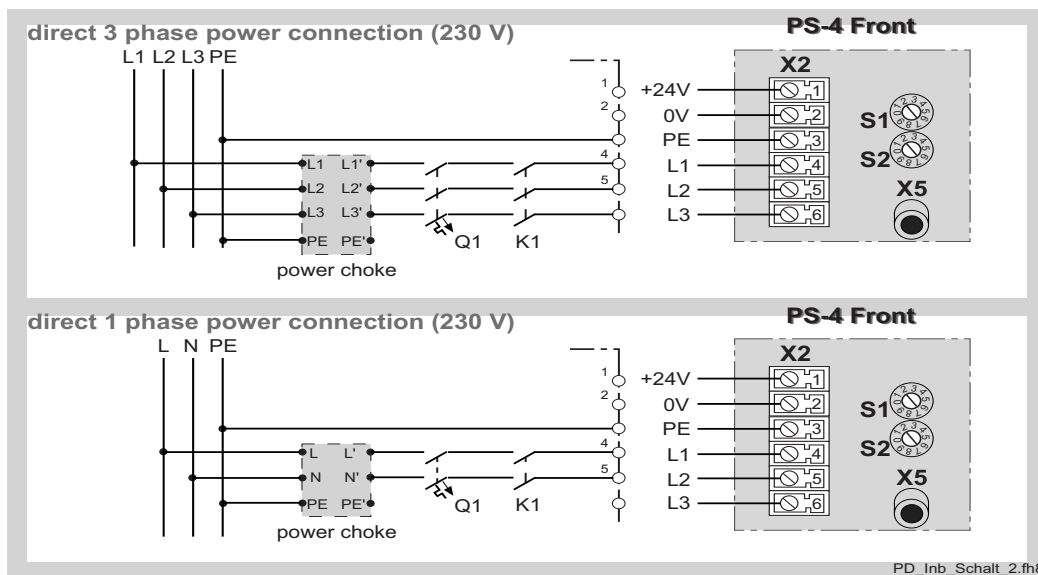 direct 3 phase power connection (230 V)
PS-4 Front
L1 L2 L3 PE
X2
1
+24V
1
2
0V
2
S1
PE
3
L1 L1'
4
L1
4
S2
L2 L2'
5
L2
5
X5
L3 L3'
L3
6
PE PE'
Q1
K1
power choke
direct 1 phase power connection (230 V)
PS-4 Front
L N PE
X2
1
+24V
1
2
0V
2
S1
PE
3
L L'
4
L1
4
S2
N N'
5
L2
5
X5
PE PE'
Q1
K1
L3
6
power choke
PD_Inb_Schalt_2.fh8